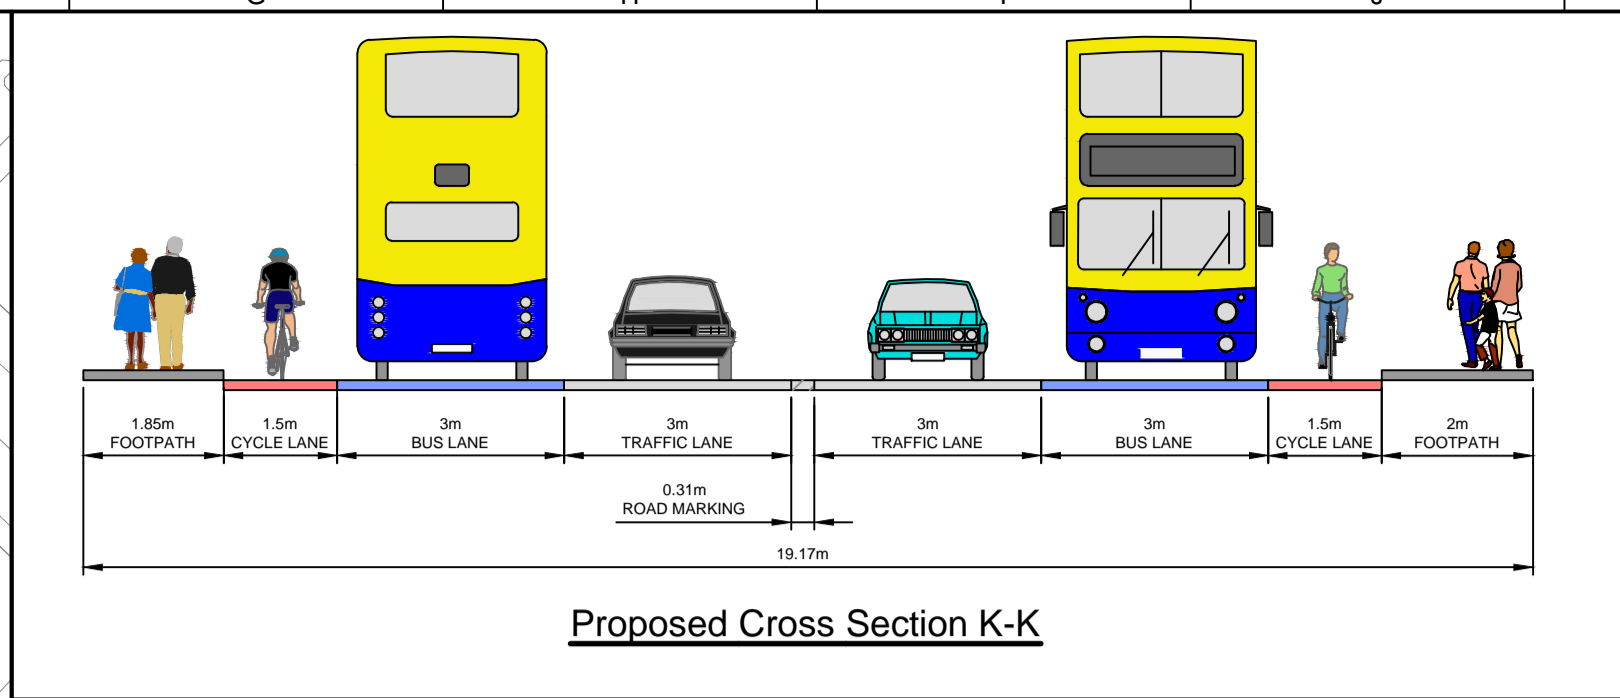 1.85m
FOOTPATH
1.5m
CYCLE LANE
3m
BUS LANE
3m
TRAFFIC LANE
3m
TRAFFIC LANE
3m
BUS LANE
1.5m
CYCLE LANE
2m
FOOTPATH
0.31m
ROAD MARKING
19.17m
Proposed Cross Section K-K